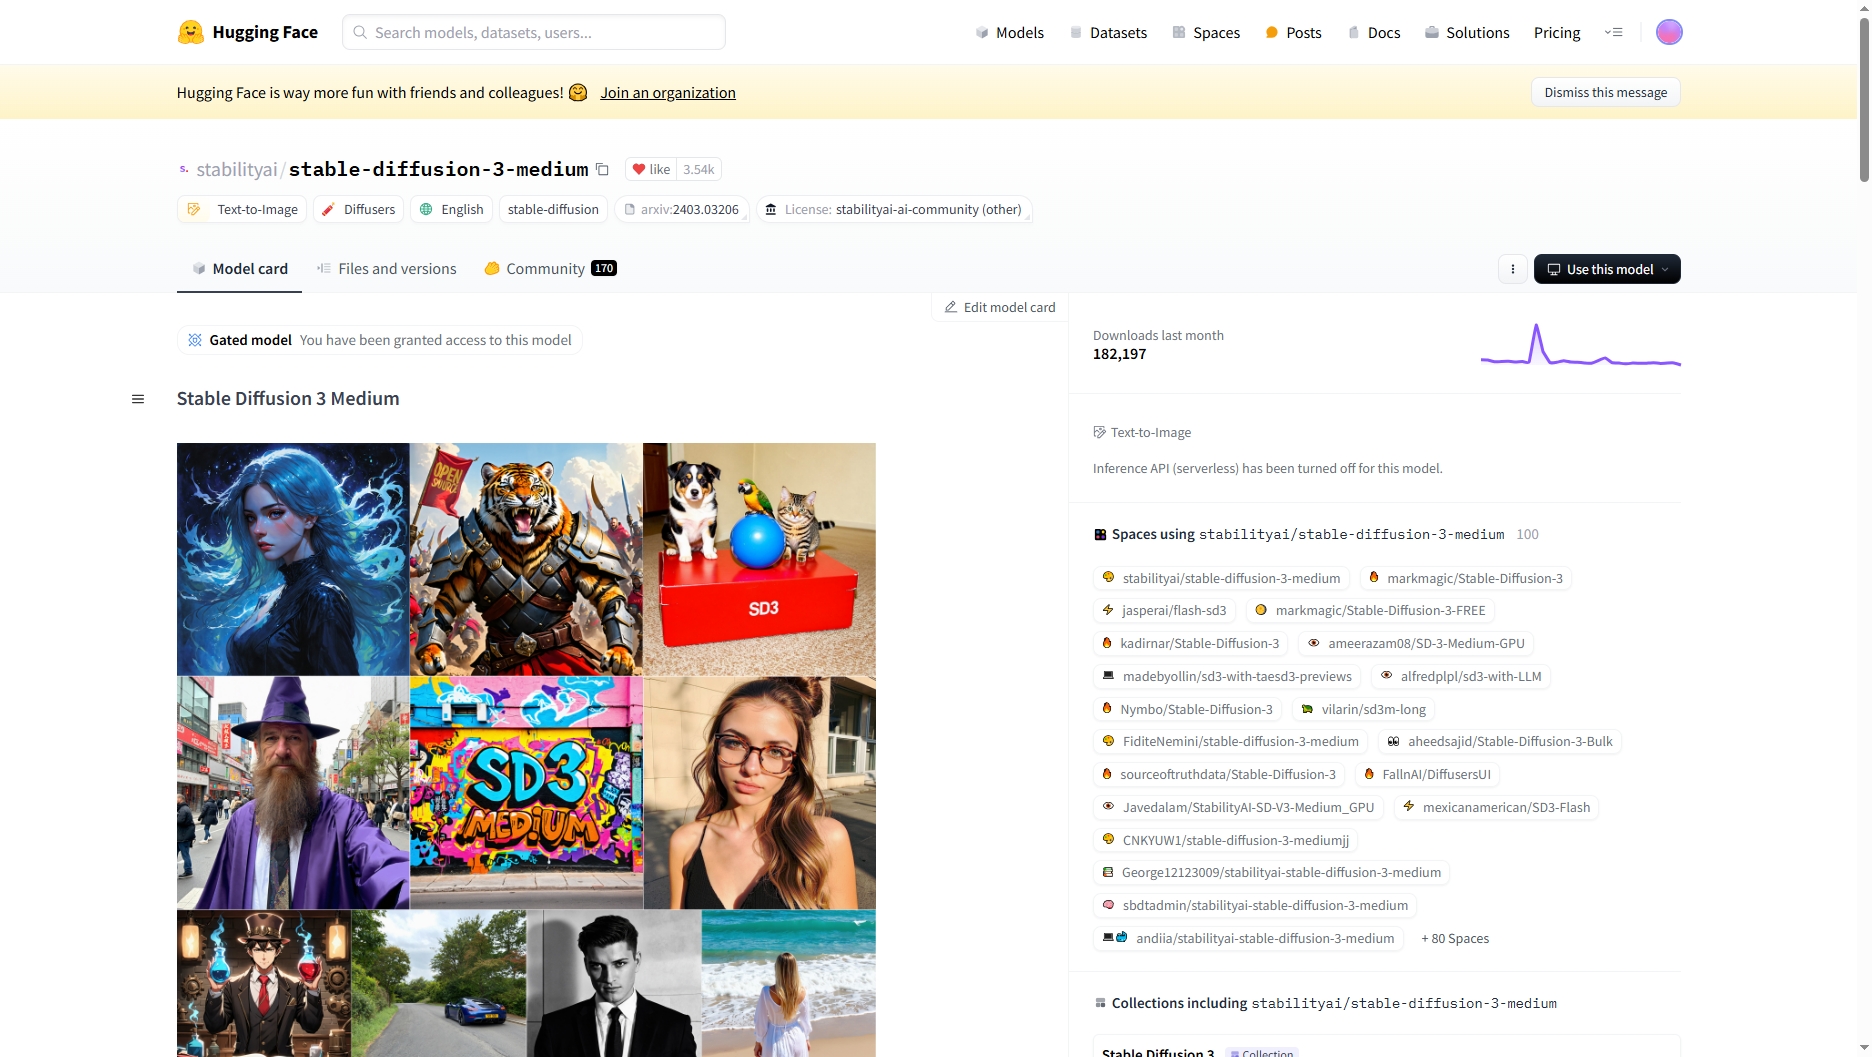 Hugging Face
Search models, datasets, users...
Models
Datasets
Spaces
Posts
Docs
Solutions
Pricing
Hugging Face is way more fun with friends and colleagues! 🤗 Join an organization
Dismiss this message
stabilityai/stable-diffusion-3-medium
like 3.54k
Text-to-Image
Diffusers
English
stable-diffusion
arxiv:2403.03206
License: stabilityai-ai-community (other)
Model card
Files and versions
Community 170
Use this model
Edit model card
Gated model You have been granted access to this model
Stable Diffusion 3 Medium
OPEN
SD3
SD3
MEDIUM
Downloads last month
182,197
Text-to-Image
Inference API (serverless) has been turned off for this model.
Spaces using stabilityai/stable-diffusion-3-medium 100
stabilityai/stable-diffusion-3-medium
markmagic/Stable-Diffusion-3
jasperai/flash-sd3
markmagic/Stable-Diffusion-3-FREE
kadirnar/Stable-Diffusion-3
ameerazam08/SD-3-Medium-GPU
madebyollin/sd3-with-taesd3-previews
alfredplpl/sd3-with-LLM
Nymbo/Stable-Diffusion-3
vilarin/sd3m-long
FiditeNemini/stable-diffusion-3-medium
aheedsajid/Stable-Diffusion-3-Bulk
sourceoftruthdata/Stable-Diffusion-3
FallnAI/DiffusersUI
Javedalam/StabilityAI-SD-V3-Medium_GPU
mexicanamerican/SD3-Flash
CNKYUW1/stable-diffusion-3-mediumjj
George12123009/stabilityai-stable-diffusion-3-medium
sbdtadmin/stabilityai-stable-diffusion-3-medium
andiia/stabilityai-stable-diffusion-3-medium
+ 80 Spaces
Collections including stabilityai/stable-diffusion-3-medium
Stable Diffusion 3
Collection